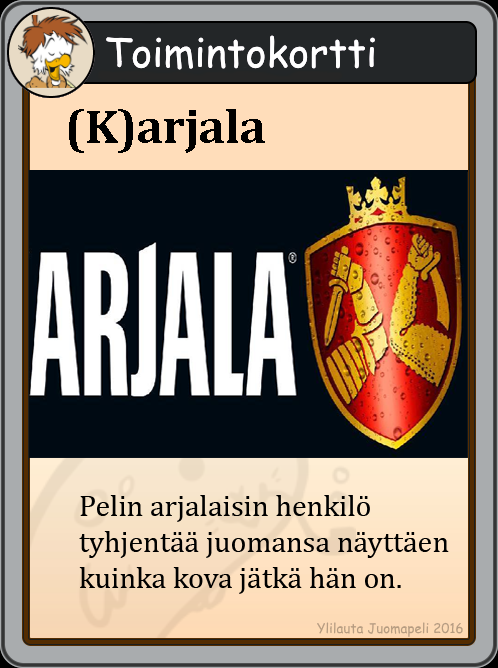 Toimintokortti
(K)arjala
ARJALA®
Pelin arjalaisin henkilö
tyhjentää juomansa näyttäen
kuinka kova jätkä hän on.
Ylilauta Juomapeli 2016